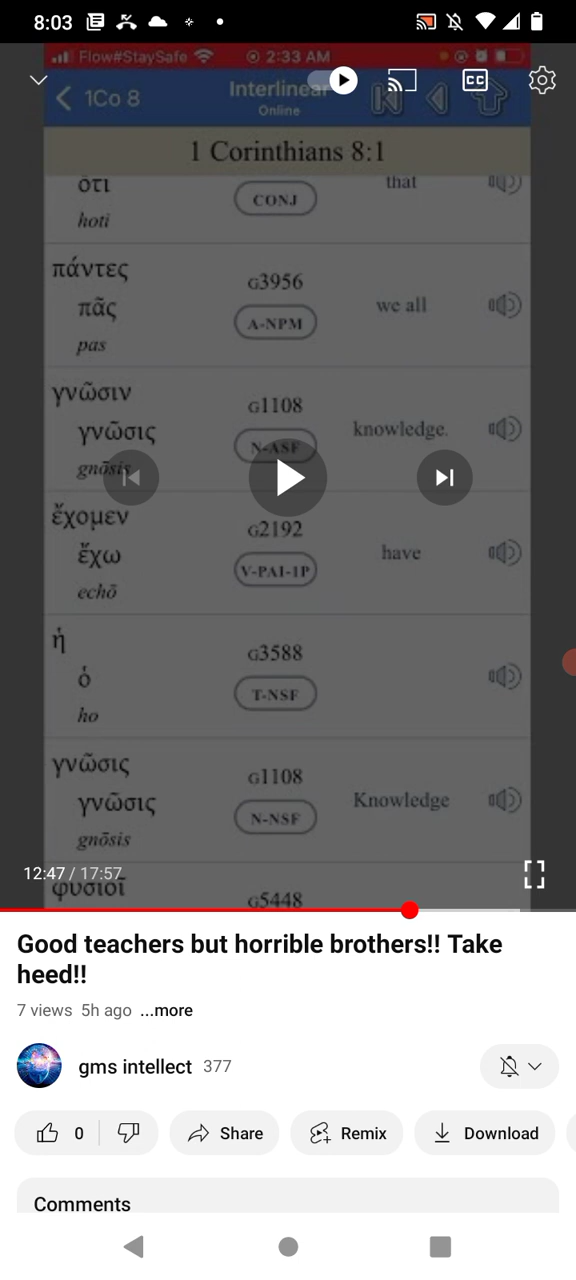 8:03
Flow#StaySafe 2:33 AM
1Co 8
Interlinear
Online
CC
1 Corinthians 8:1
ὅτι
hoti
CONJ
that
πάντες
πᾶς
pas
G3956
A-NPM
we all
γνῶσιν
γνῶσις
gnōsis
G1108
N-ASF
knowledge.
ἔχομεν
ἔχω
echō
G2192
V-PAI-1P
have
ἡ
ὁ
ho
G3588
T-NSF
γνῶσις
γνῶσις
gnōsis
G1108
N-NSF
Knowledge
φυσιοῖ
G5448
12:47 / 17:57
Good teachers but horrible brothers!! Take
heed!!
7 views 5h ago ...more
gms intellect 377
0
Share
Remix
Download
Comments